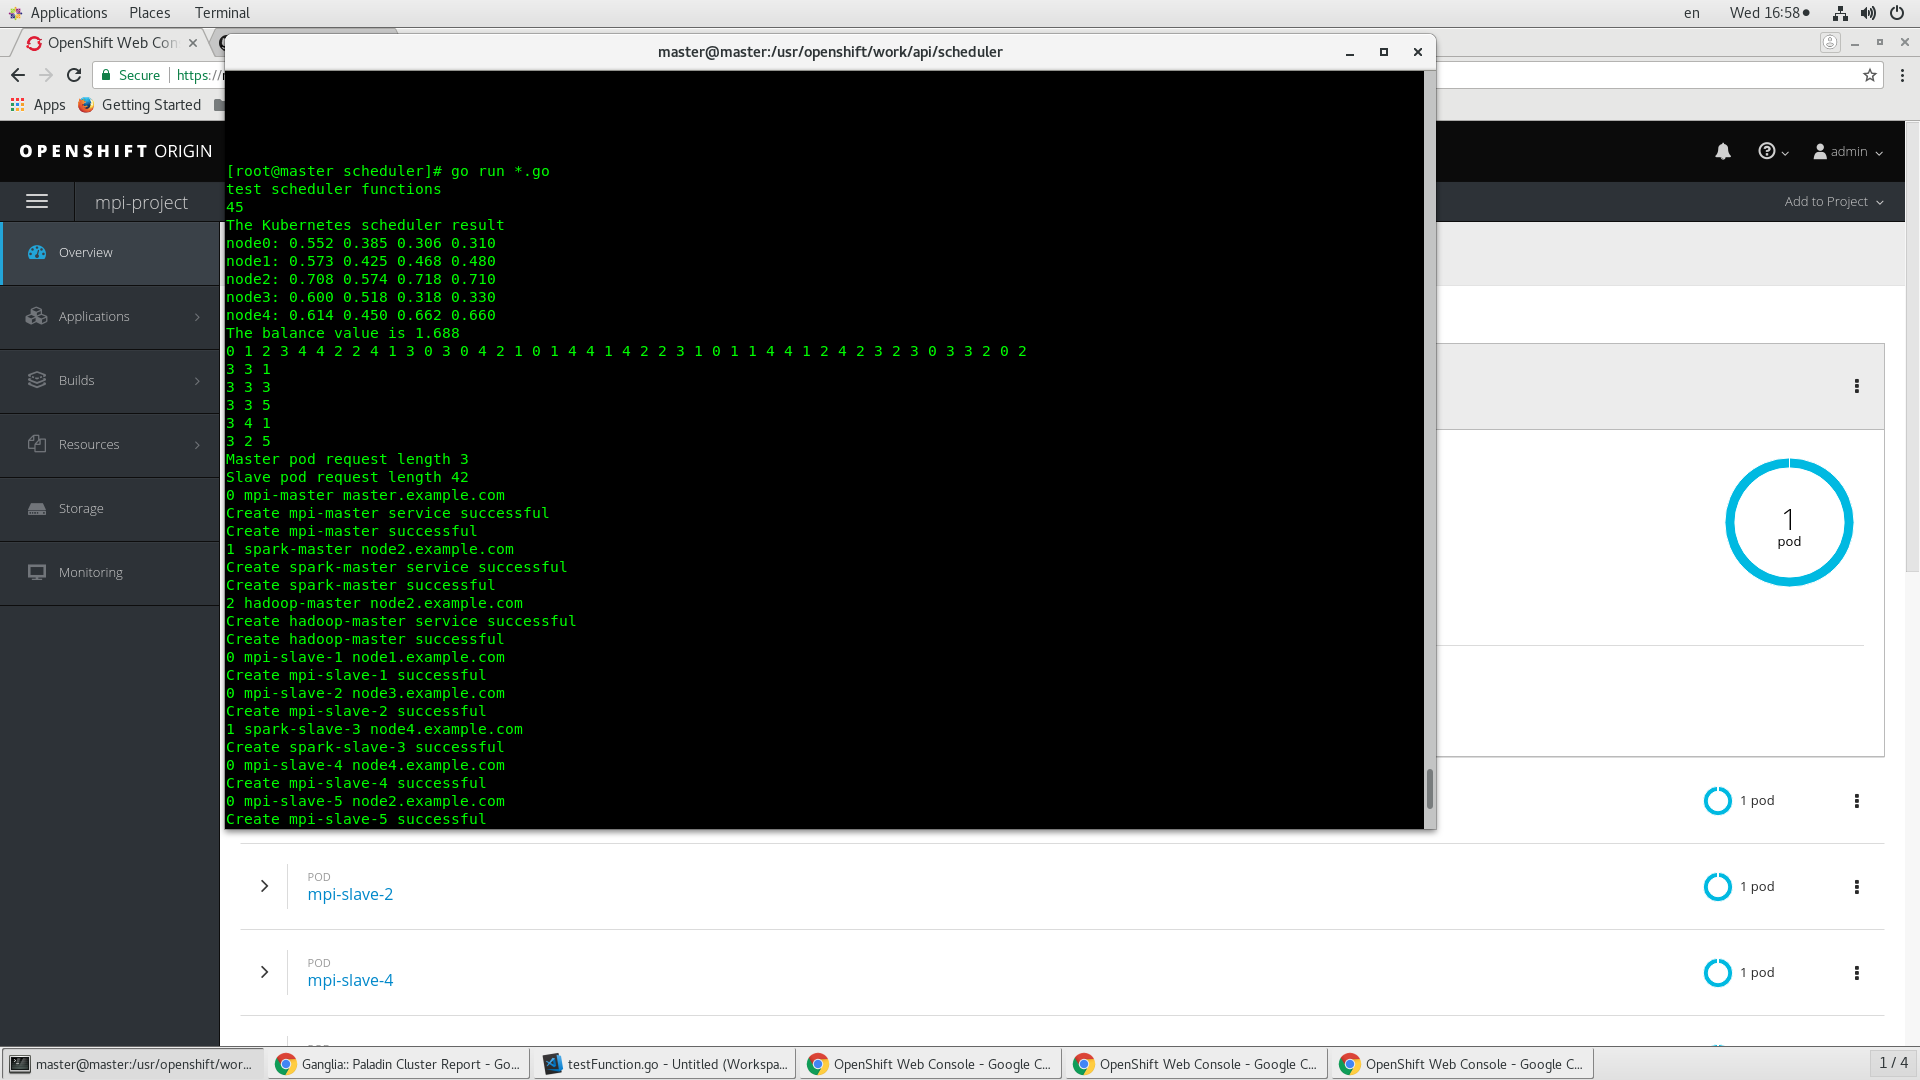 Applications Places Terminal en Wed 16:58
OpenShift Web Con
master@master:/usr/openshift/work/api/scheduler
Secure https://
Apps Getting Started
OPENSHIFT ORIGIN
admin
mpi-project
Add to Project
Overview
Applications
Builds
Resources
Storage
Monitoring
[root@master scheduler]# go run *.go
test scheduler functions
45
The Kubernetes scheduler result
node0: 0.552 0.385 0.306 0.310
node1: 0.573 0.425 0.468 0.480
node2: 0.708 0.574 0.718 0.710
node3: 0.600 0.518 0.318 0.330
node4: 0.614 0.450 0.662 0.660
The balance value is 1.688
0 1 2 3 4 4 2 2 4 1 3 0 3 0 4 2 1 0 1 4 4 1 4 2 2 3 1 0 1 1 4 4 1 2 4 2 3 2 3 0 3 3 2 0 2
3 3 1
3 3 3
3 3 5
3 4 1
3 2 5
Master pod request length 3
Slave pod request length 42
0 mpi-master master.example.com
Create mpi-master service successful
Create mpi-master successful
1 spark-master node2.example.com
Create spark-master service successful
Create spark-master successful
2 hadoop-master node2.example.com
Create hadoop-master service successful
Create hadoop-master successful
0 mpi-slave-1 node1.example.com
Create mpi-slave-1 successful
0 mpi-slave-2 node3.example.com
Create mpi-slave-2 successful
1 spark-slave-3 node4.example.com
Create spark-slave-3 successful
0 mpi-slave-4 node4.example.com
Create mpi-slave-4 successful
0 mpi-slave-5 node2.example.com
Create mpi-slave-5 successful
1
pod
1 pod
POD
mpi-slave-2
1 pod
POD
mpi-slave-4
1 pod
master@master:/usr/openshift/wor...
Ganglia:: Paladin Cluster Report - Go...
testFunction.go - Untitled (Workspa...
OpenShift Web Console - Google C...
OpenShift Web Console - Google C...
OpenShift Web Console - Google C...
1 / 4